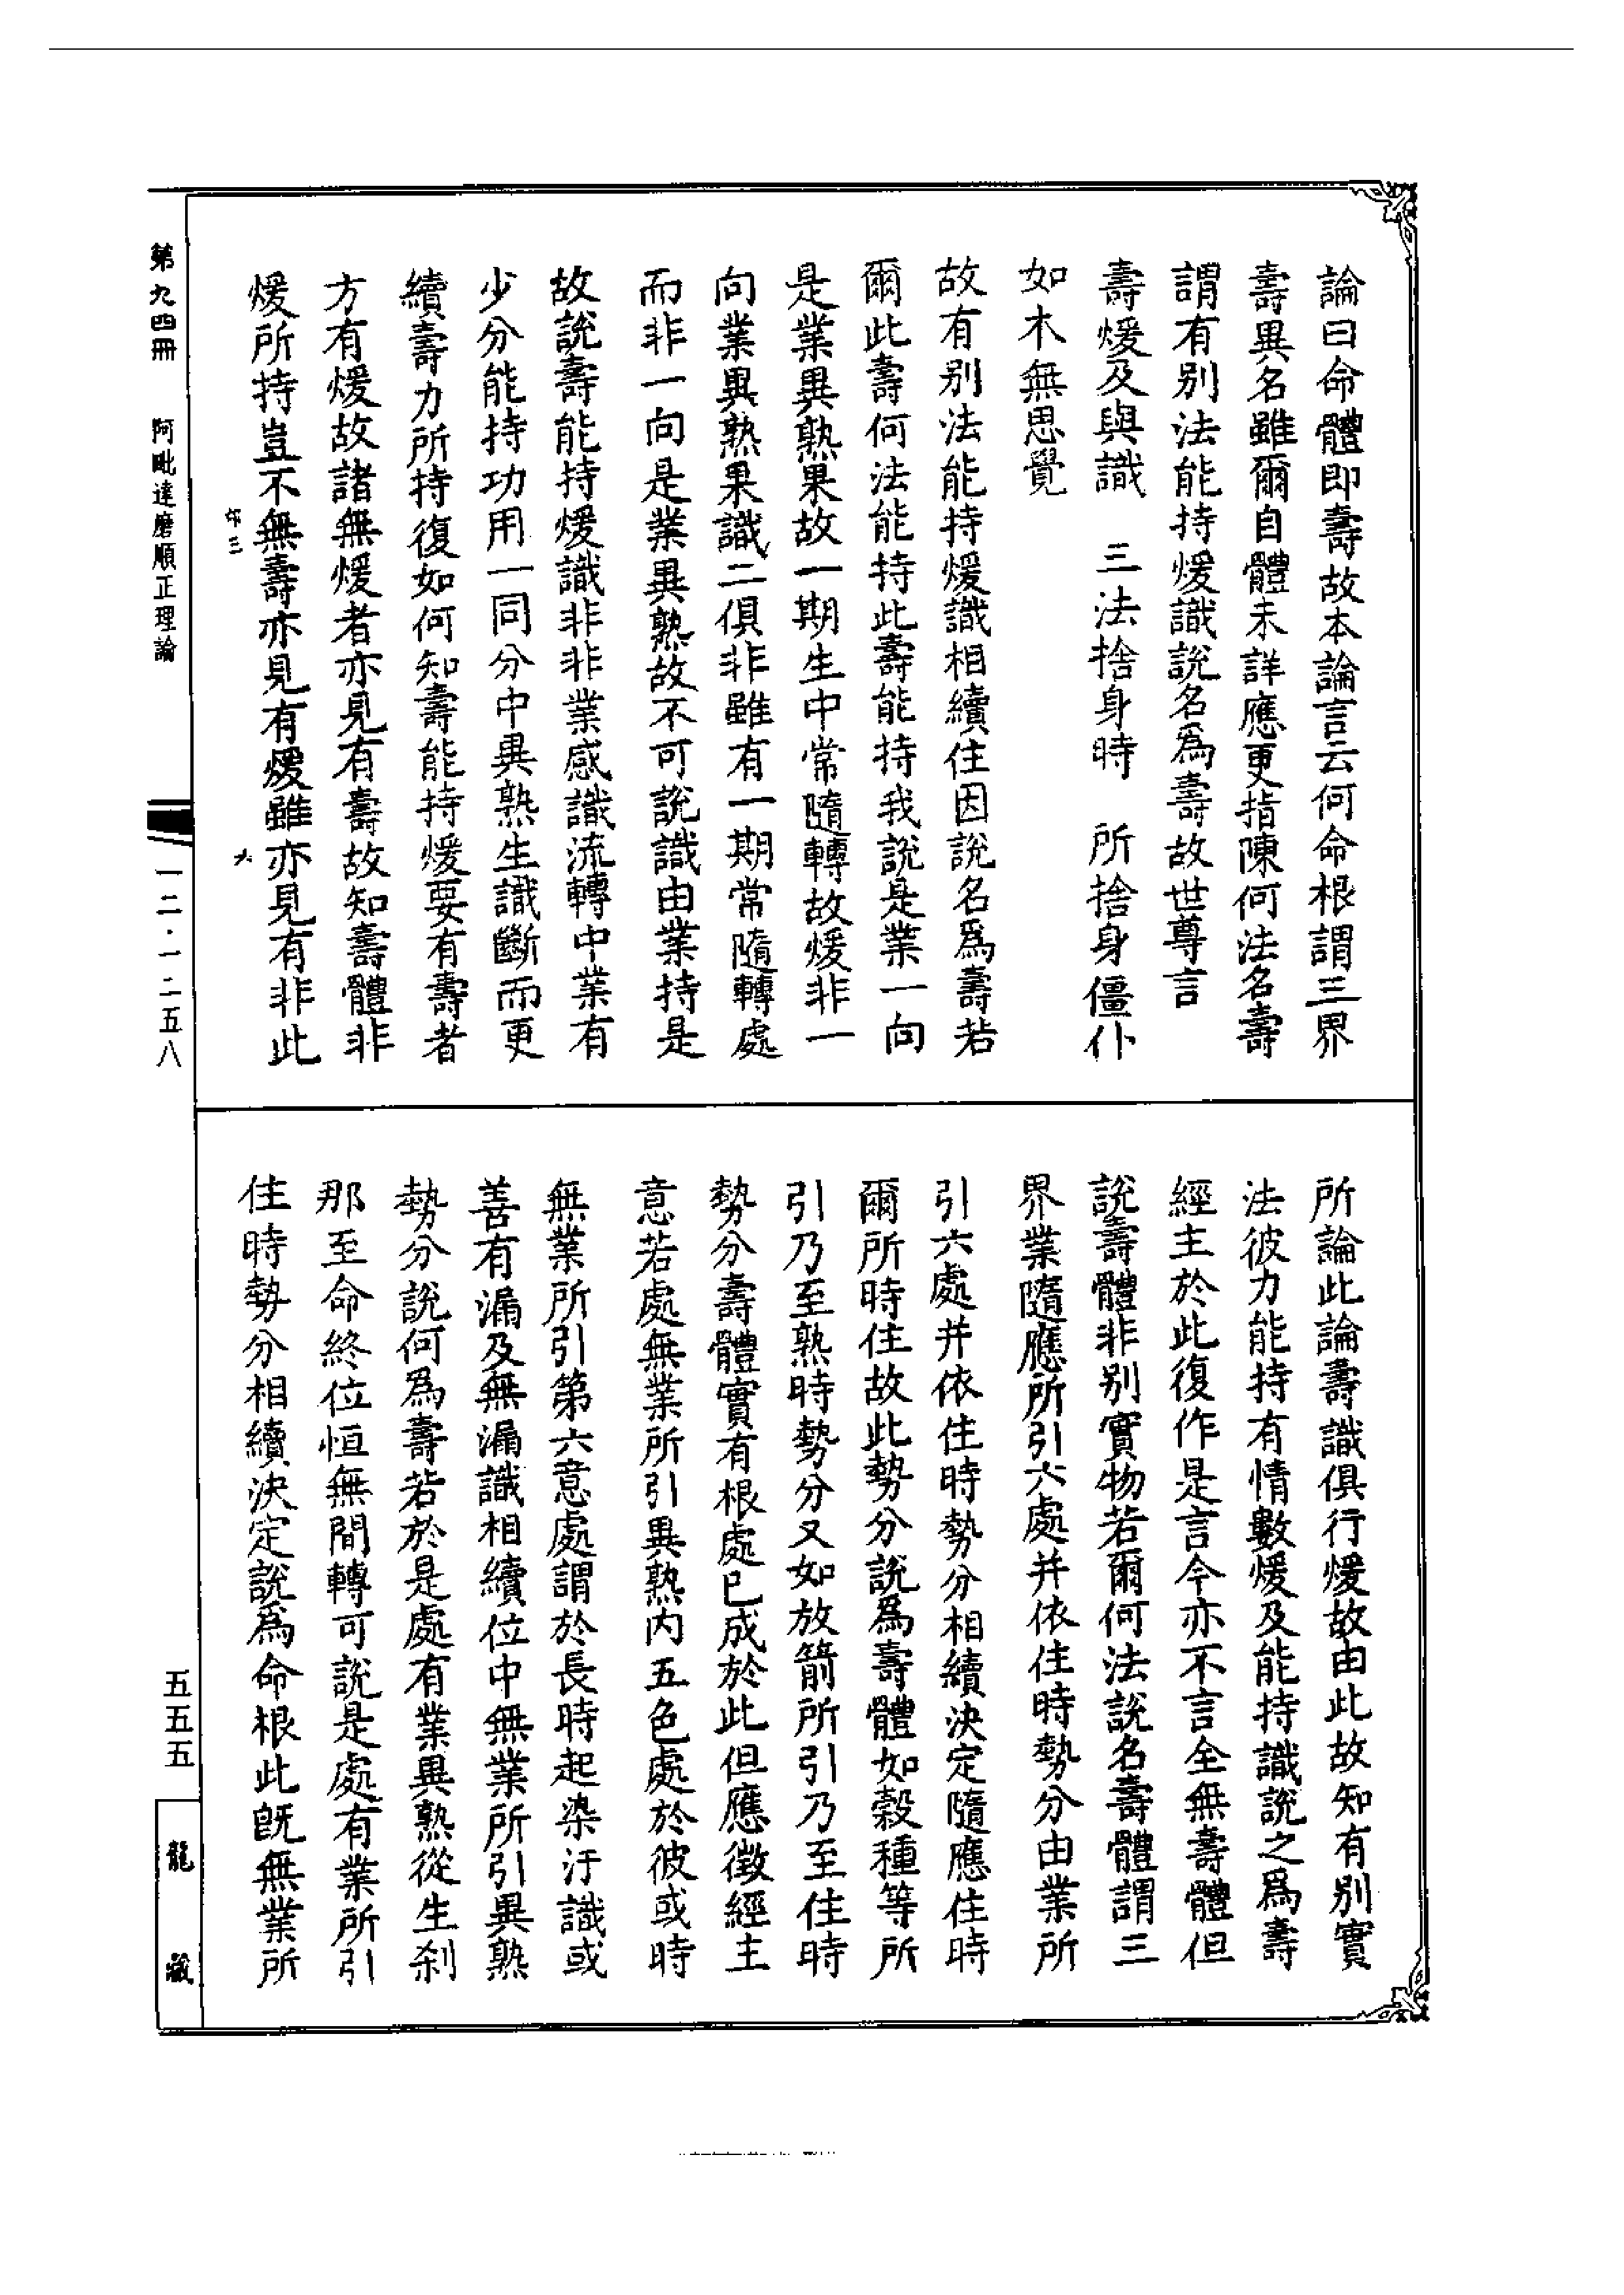 論曰命體即壽故本論言云何命根謂三界
壽異名雖爾自體未詳應更指陳何法名壽
謂有別法能持煖識說名為壽故世尊言
壽煖及與識　三法捨身時　所捨身僵仆
如木無思覺
故有別法能持煖識相續住因說名為壽若
爾此壽何法能持此壽能持我說是業一向
是業異熟果故一期生中常隨轉故煖非一
向業異熟果識二俱非雖有一期常隨轉處
而非一向是業異熟故不可說識由業持是
故說壽能持煖識非非業感識流轉中業有
少分能持功用一同分中異熟生識斷而更
續壽力所持復如何知壽能持煖要有壽者
方有煖故諸無煖者亦見有壽故知壽體非
煖所持豈不無壽亦見有煖雖亦見有非此
所論此論壽識俱行煖故由此故知有別實
法彼力能持有情數煖及能持識說之為壽
經主於此復作是言今亦不言全無壽體但
說壽體非別實物若爾何法說名壽體謂三
界業隨應所引六處并依住時勢分由業所
引六處并依住時勢分相續決定隨應住時
爾所時住故此勢分說為壽體如穀種等所
引乃至熟時勢分又如放箭所引乃至住時
勢分壽體實有根處已成於此但應徵經主
意若處無業所引異熟內五色處於彼或時
無業所引第六意處謂於長時起染汙識或
善有漏及無漏識相續位中無業所引異熟
勢分說何為壽若於是處有業異熟從生剎
那至命終位恒無間轉可說是處有業所引
住時勢分相續決定說為命根此既無業所
第九四冊　阿毗達磨順正理論
一二·一二五八
五五五
龍藏